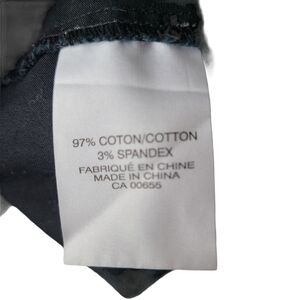 97% COTON/COTTON
3% SPANDEX
FABRIQUÉ EN CHINE
MADE IN CHINA
CA 00655